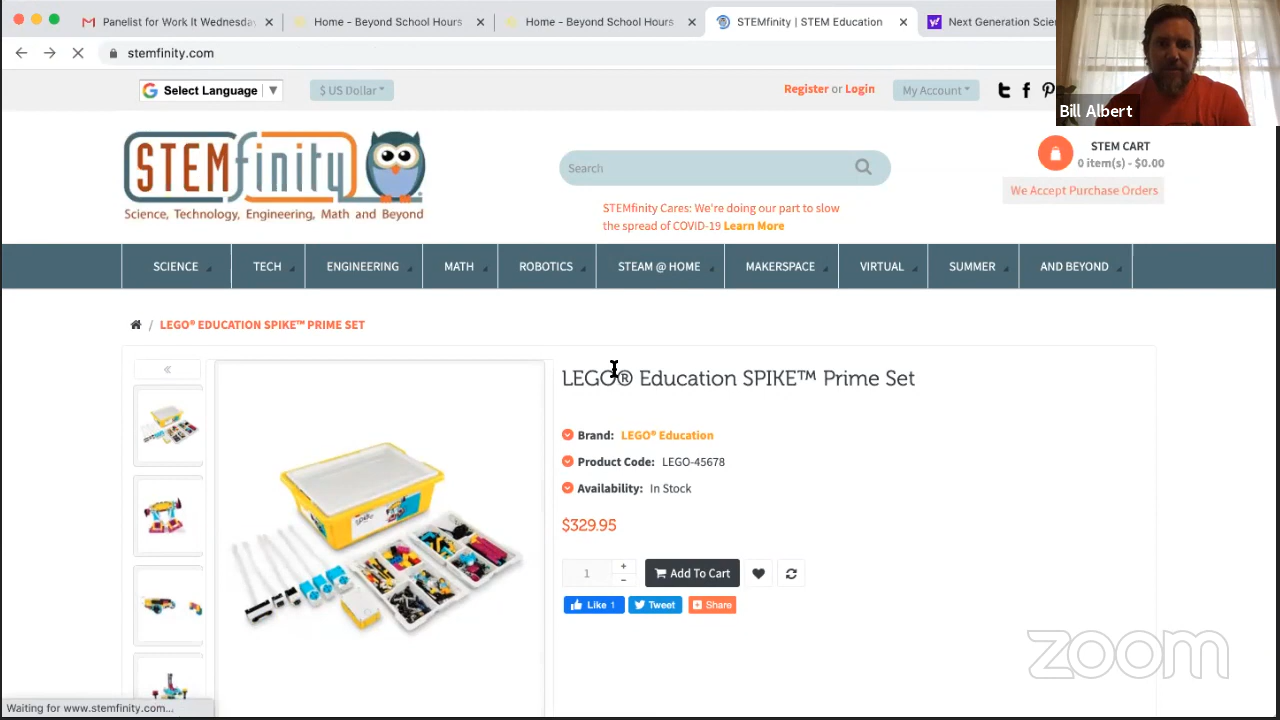 Panelist for Work It Wednesday
Home - Beyond School Hours
Home - Beyond School Hours
STEMfinity | STEM Education
Next Generation Scien
stemfinity.com
Bill Albert
Select Language
$ US Dollar
Register or Login
My Account
STEMfinity
Science, Technology, Engineering, Math and Beyond
Search
STEMfinity Cares: We're doing our part to slow
the spread of COVID-19 Learn More
STEM CART
0 item(s) - $0.00
We Accept Purchase Orders
SCIENCE
TECH
ENGINEERING
MATH
ROBOTICS
STEAM @ HOME
MAKERSPACE
VIRTUAL
SUMMER
AND BEYOND
/ LEGO® EDUCATION SPIKE™ PRIME SET
«
LEGO® Education SPIKE™ Prime Set
Brand: LEGO® Education
Product Code: LEGO-45678
Availability: In Stock
$329.95
1
+
−
Add To Cart
Like 1
Tweet
Share
zoom
Waiting for www.stemfinity.com...